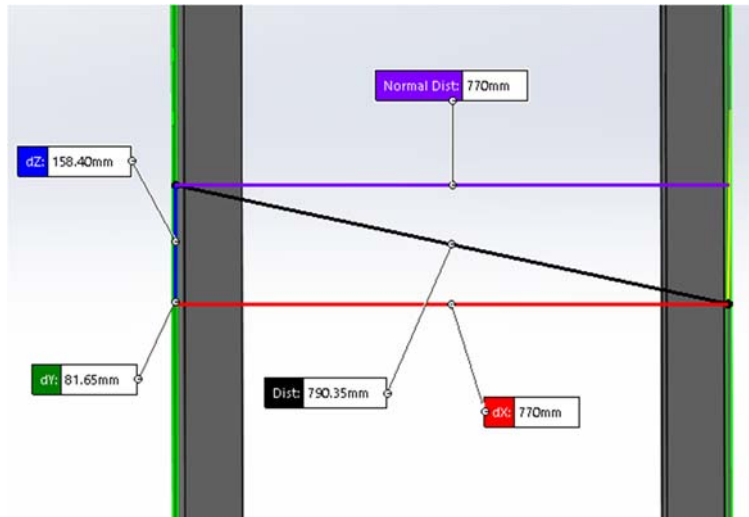 Normal Dist: 770mm
dZ: 158.40mm
dY: 81.65mm
Dist: 790.35mm
dX: 770mm